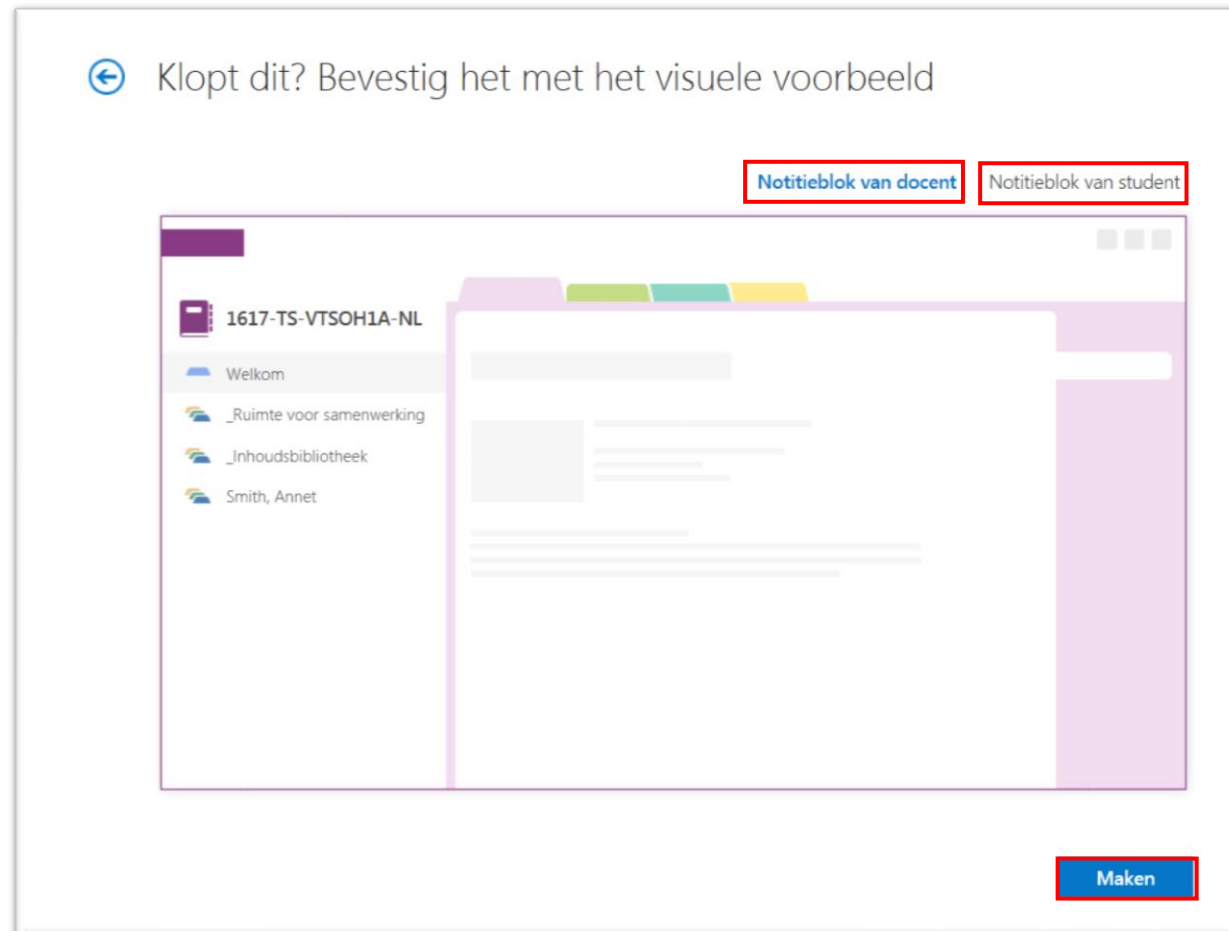 Klopt dit? Bevestig het met het visuele voorbeeld
Notitieblok van docent
Notitieblok van student
1617-TS-VTSOH1A-NL
Welkom
_Ruimte voor samenwerking
_Inhoudsbibliotheek
Smith, Annet
Maken